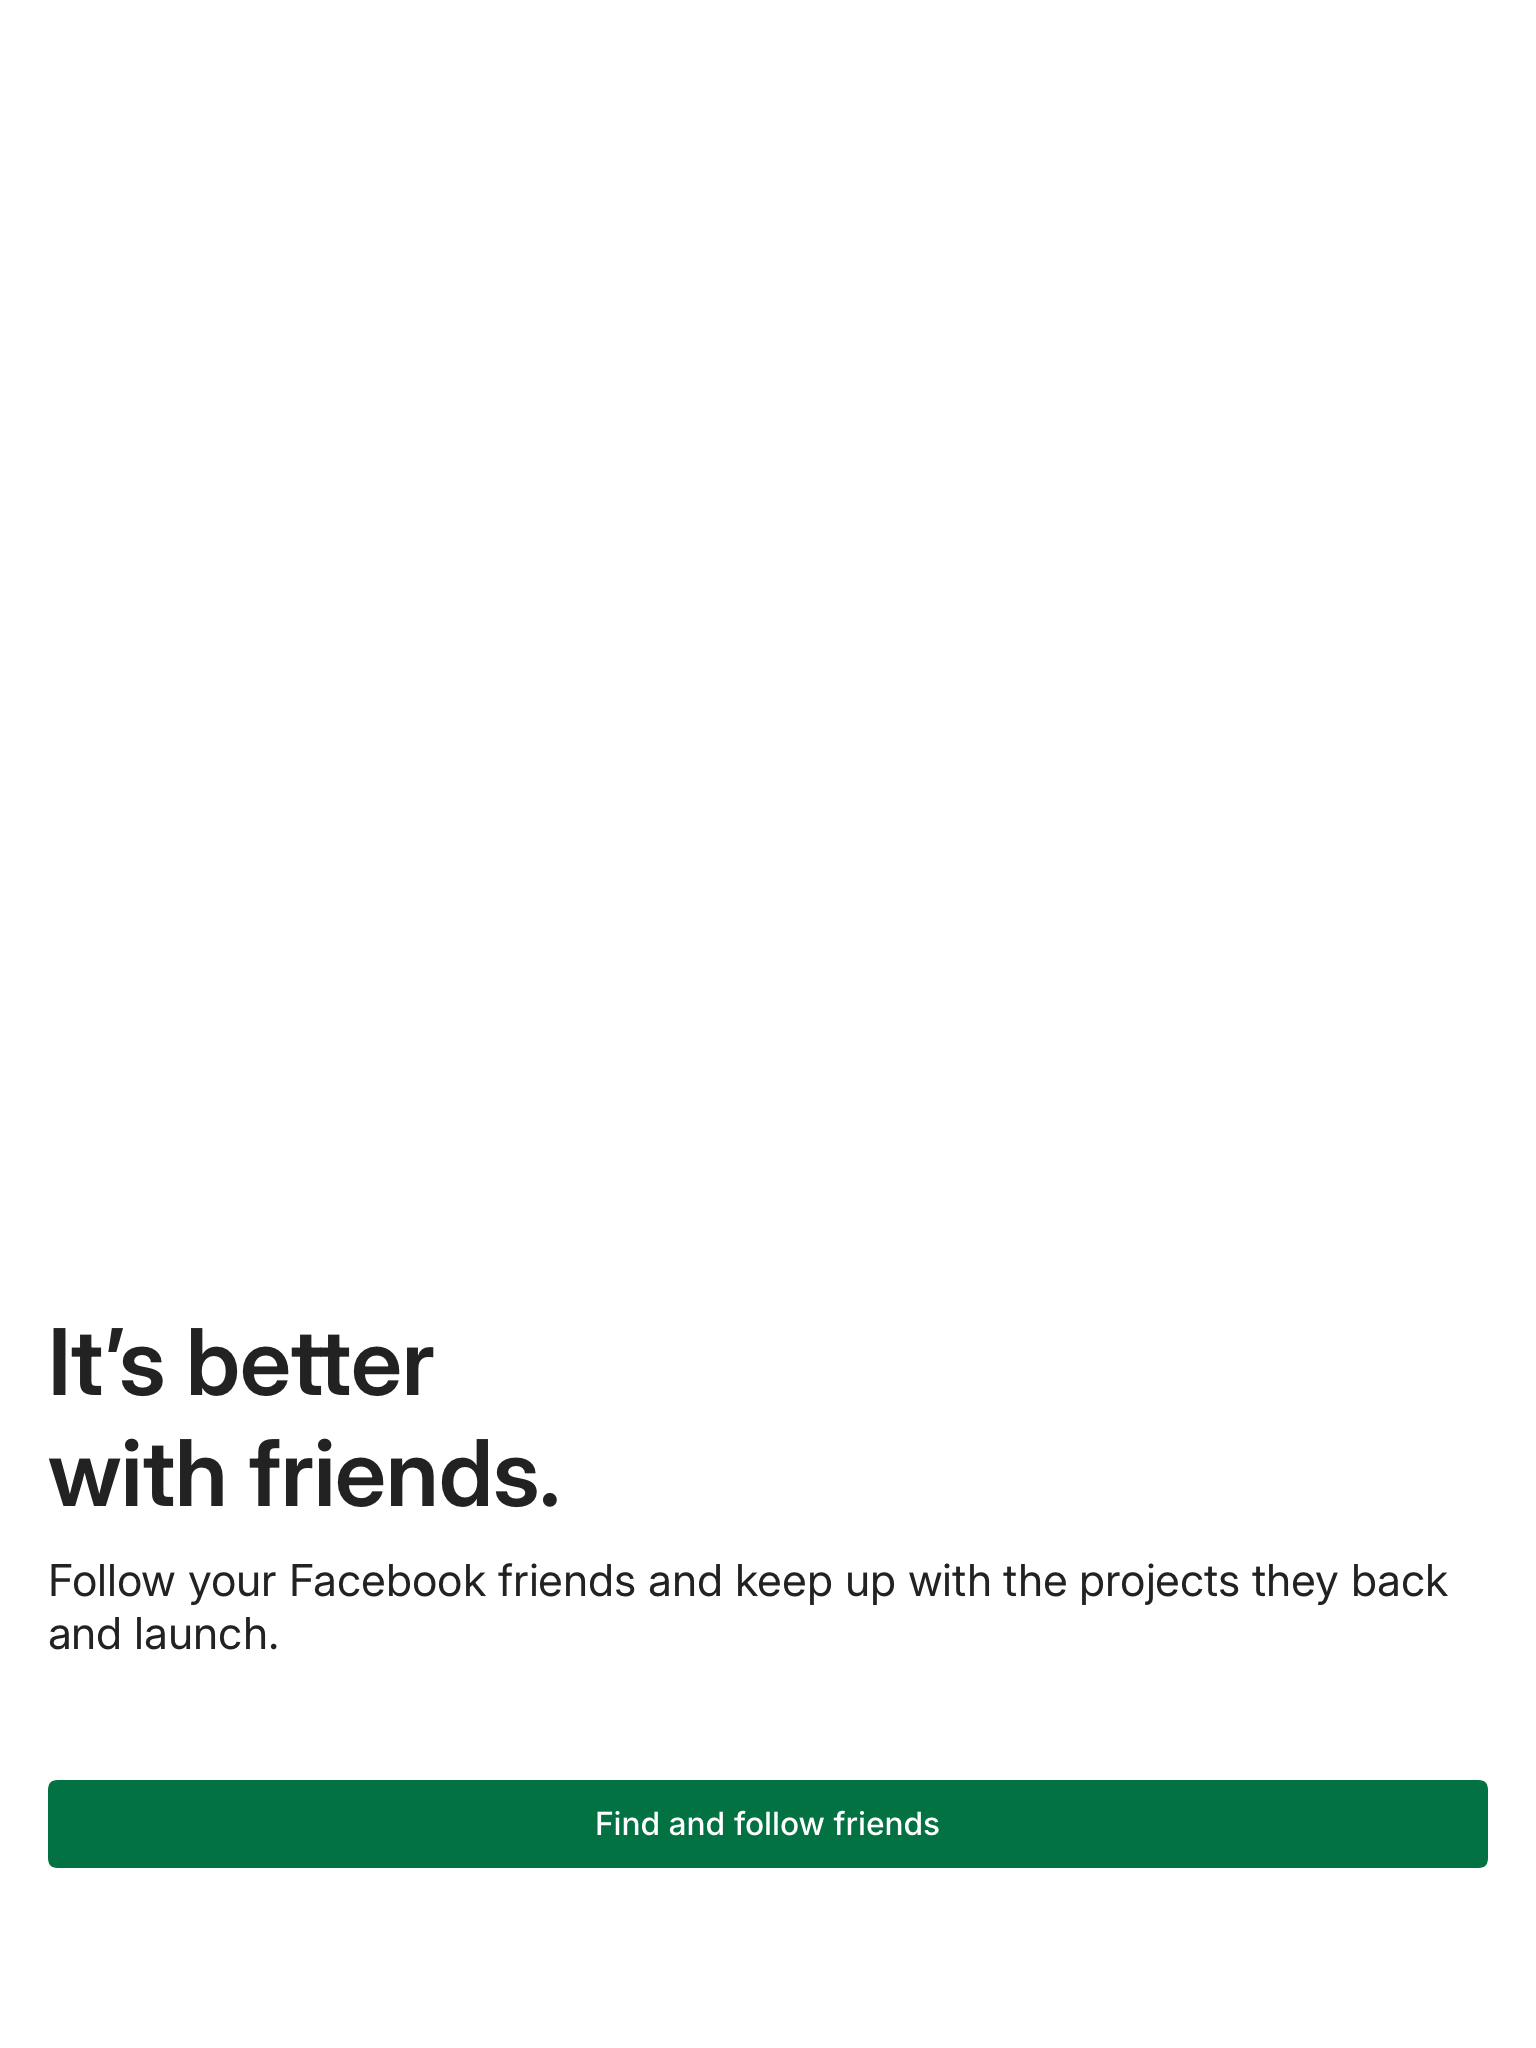 It’s better
with friends.
Follow your Facebook friends and keep up with the projects they back
and launch.
Find and follow friends